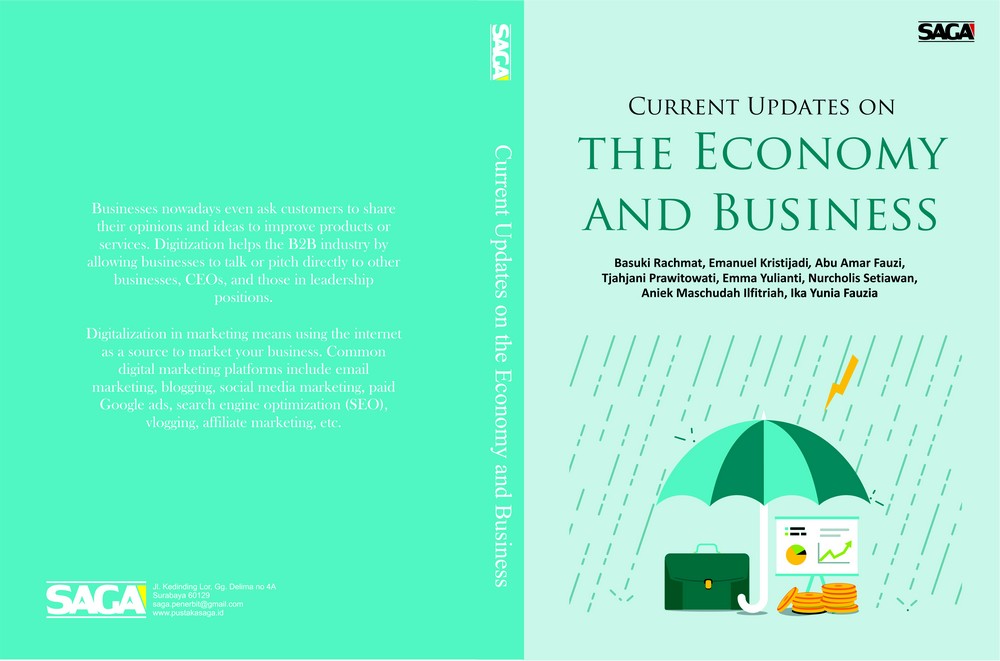 Businesses nowadays even ask customers to share
their opinions and ideas to improve products or
services. Digitization helps the B2B industry by
allowing businesses to talk or pitch directly to other
businesses, CEOs, and those in leadership
positions.
Digitalization in marketing means using the internet
as a source to market your business. Common
digital marketing platforms include email
marketing, blogging, social media marketing, paid
Google ads, search engine optimization (SEO),
vlogging, affiliate marketing, etc.
SAGA
Jl. Kedinding Lor. Gg. Delima no 4A
Surabaya 60129
saga.penerbit@gmail.com
www.pustakasaga.id
SAGA
Current Updates on the Economy and Business
SAGA
Current Updates on
the Economy
and Business
Basuki Rachmat, Emanuel Kristijadi, Abu Amar Fauzi,
Tjahjani Prawitowati, Emma Yulianti, Nurcholis Setiawan,
Aniek Maschudah Ilfitriah, Ika Yunia Fauzia